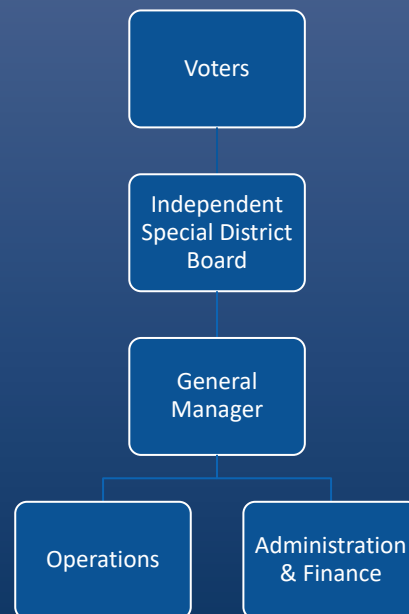 Voters
Independent
Special District
Board
General
Manager
Operations
Administration
& Finance